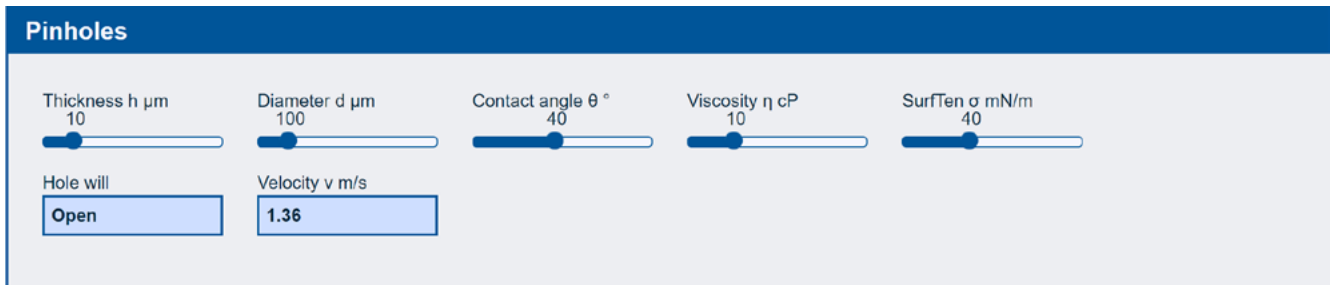 Pinholes
Thickness h µm Diameter d µm Contact angle θ ° Viscosity η cP SurfTen σ mN/m
10 100 40 10 40
Hole will Velocity v m/s
Open 1.36